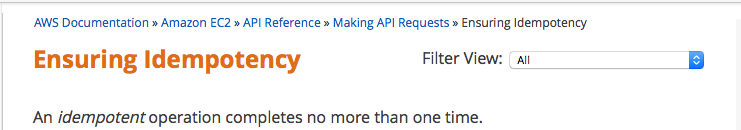 AWS Documentation » Amazon EC2 » API Reference » Making API Requests » Ensuring Idempotency
Ensuring Idempotency
Filter View: All
An idempotent operation completes no more than one time.